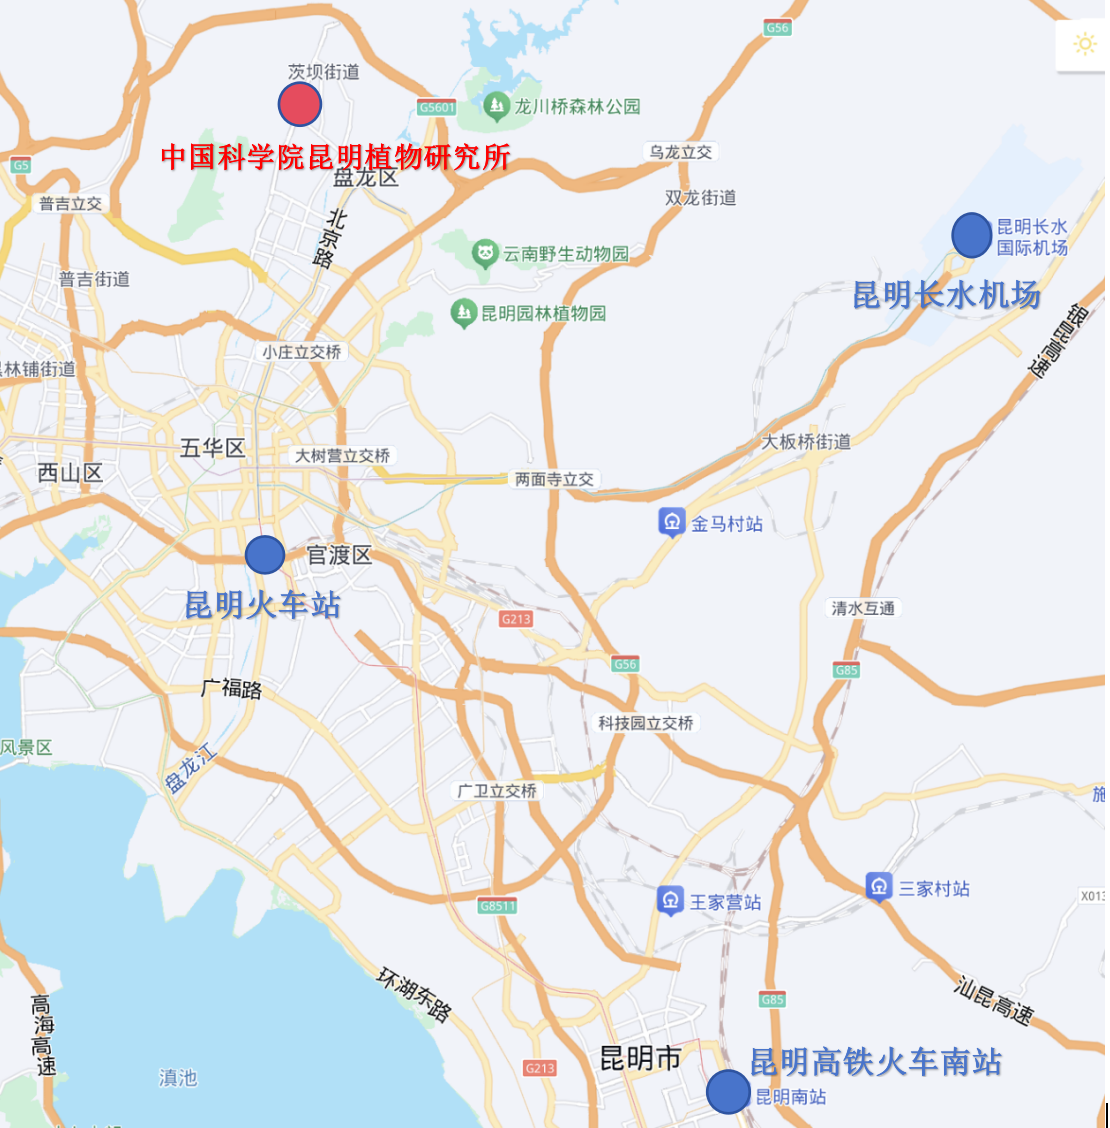 G56
茨坝街道
G5601
龙川桥森林公园
中国科学院昆明植物研究所
乌龙立交
G5
盘龙区
双龙街道
普吉立交
北京路
昆明长水
国际机场
云南野生动物园
普吉街道
昆明长水机场
昆明园林植物园
银昆高速
小庄立交桥
林铺街道
大板桥街道
五华区
大树营立交桥
西山区
两面寺立交
金马村站
官渡区
昆明火车站
清水互通
G213
G56
G85
广福路
科技园立交桥
风景区
盘龙江
广卫立交桥
施
三家村站
王家营站
X013
G8511
环湖东路
汕昆高速
G85
高海高速
昆明市
昆明高铁火车南站
G213
滇池
昆明南站